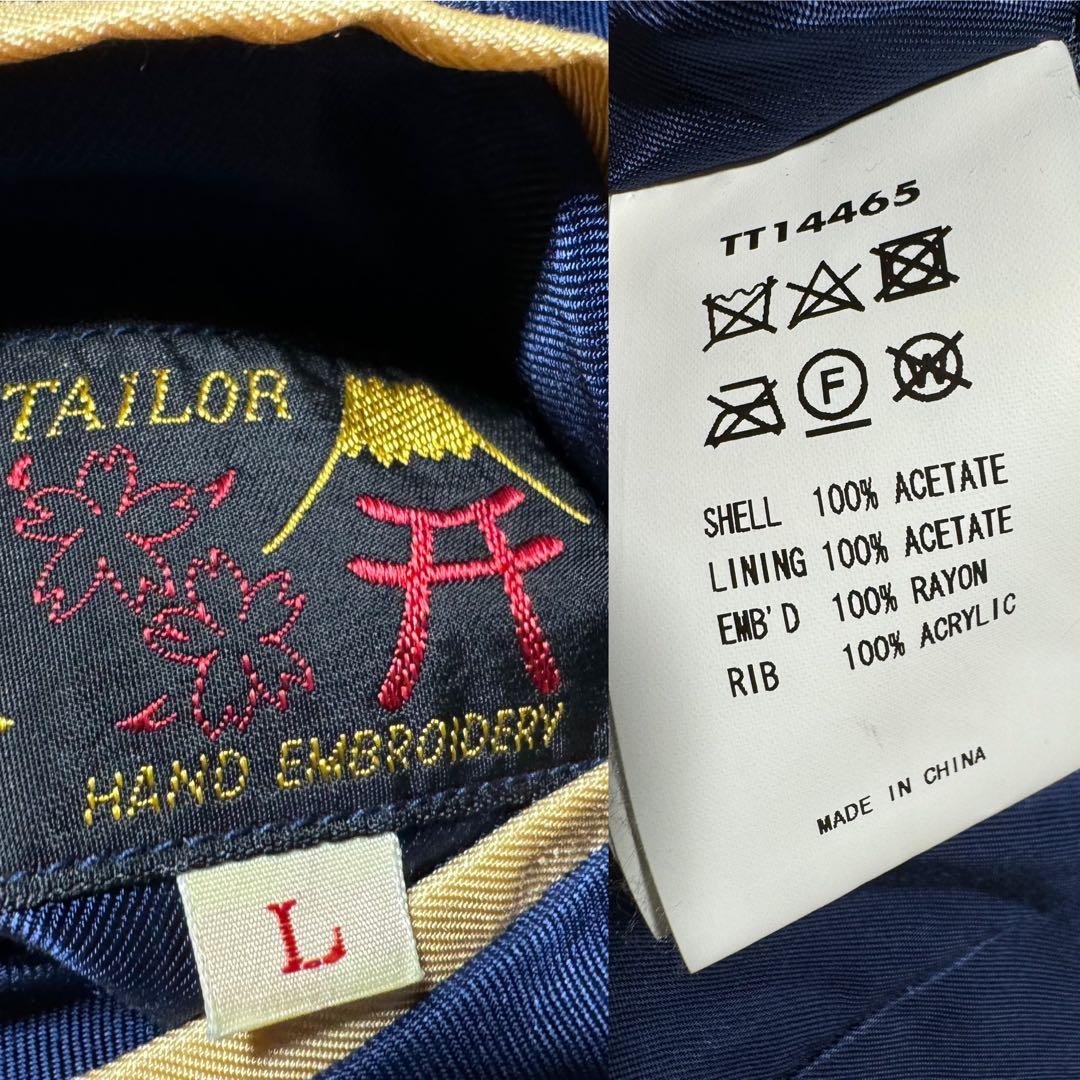 TAILOR
HAND EMBROIDERY
L
TT14465
F
W
SHELL 100% ACETATE
LINING 100% ACETATE
EMB'D 100% RAYON
RIB 100% ACRYLIC
MADE IN CHINA